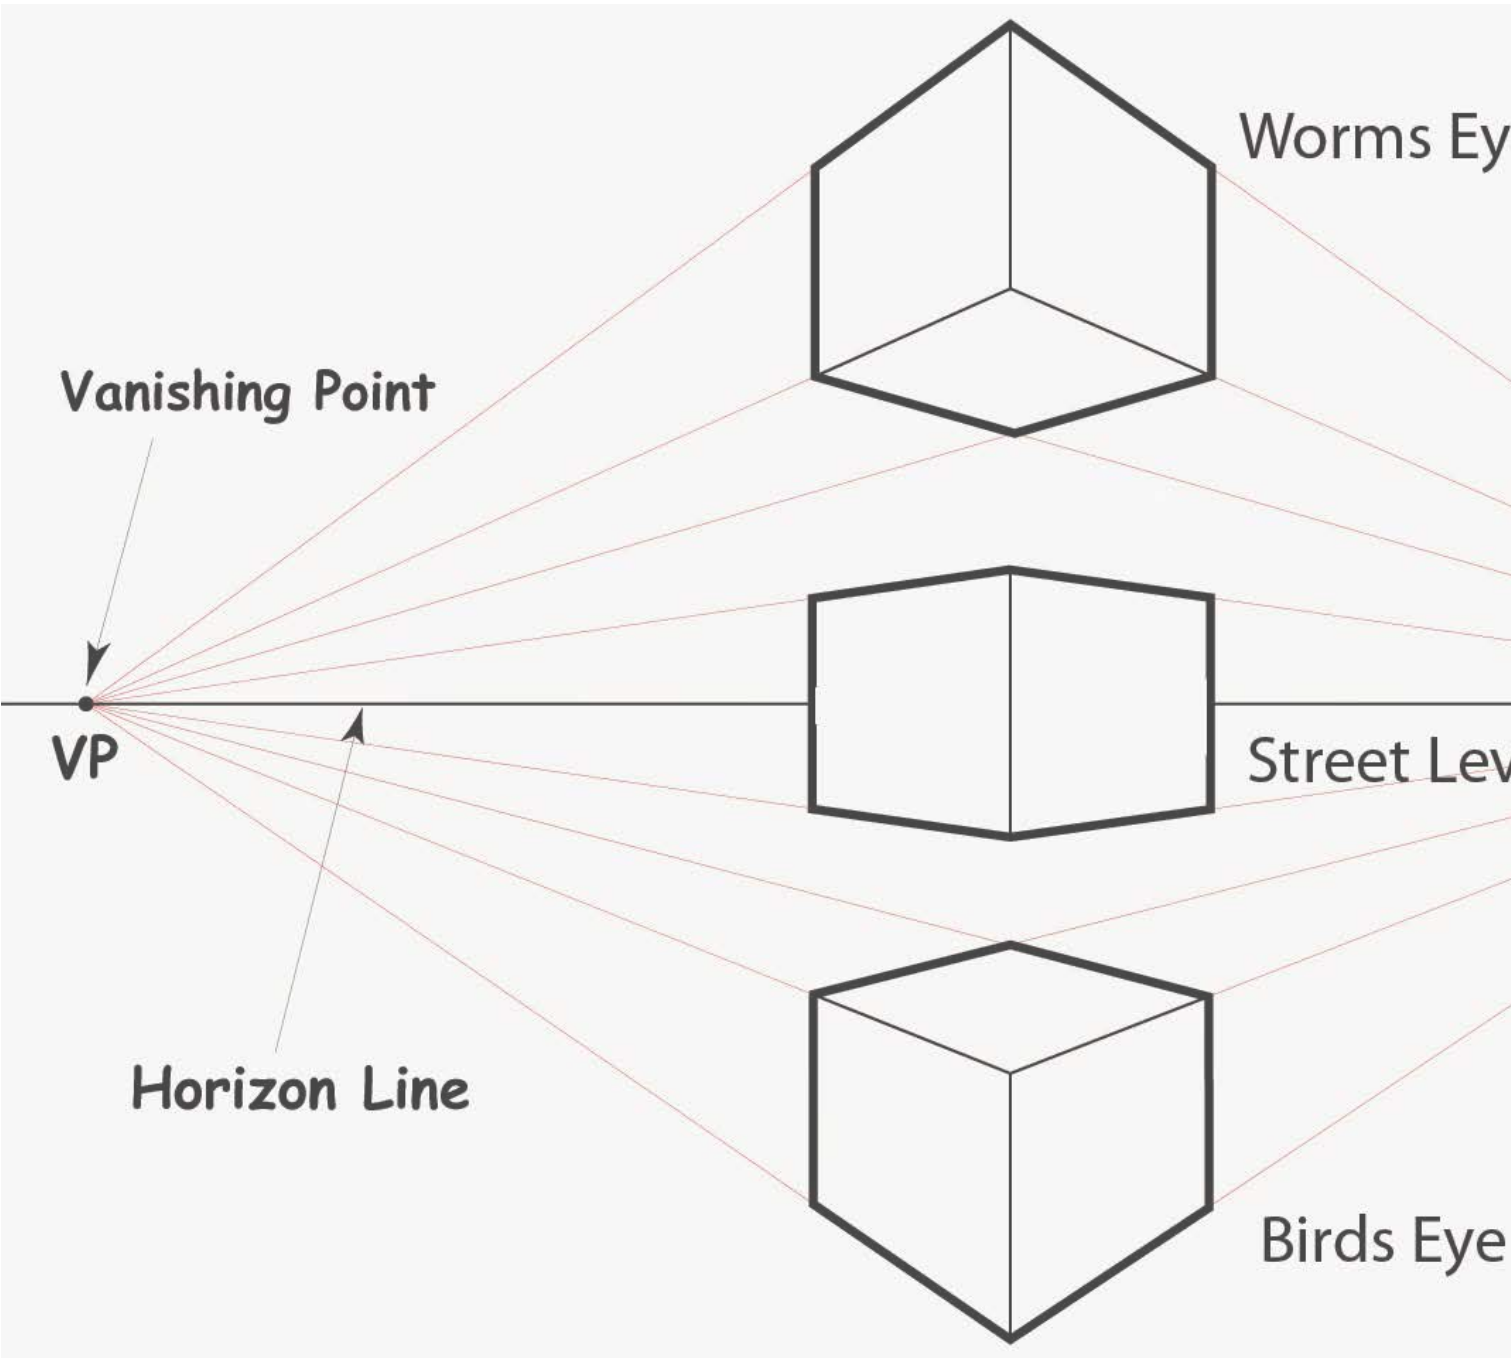 Worms Ey
Vanishing Point
VP
Street Lev
Horizon Line
Birds Eye